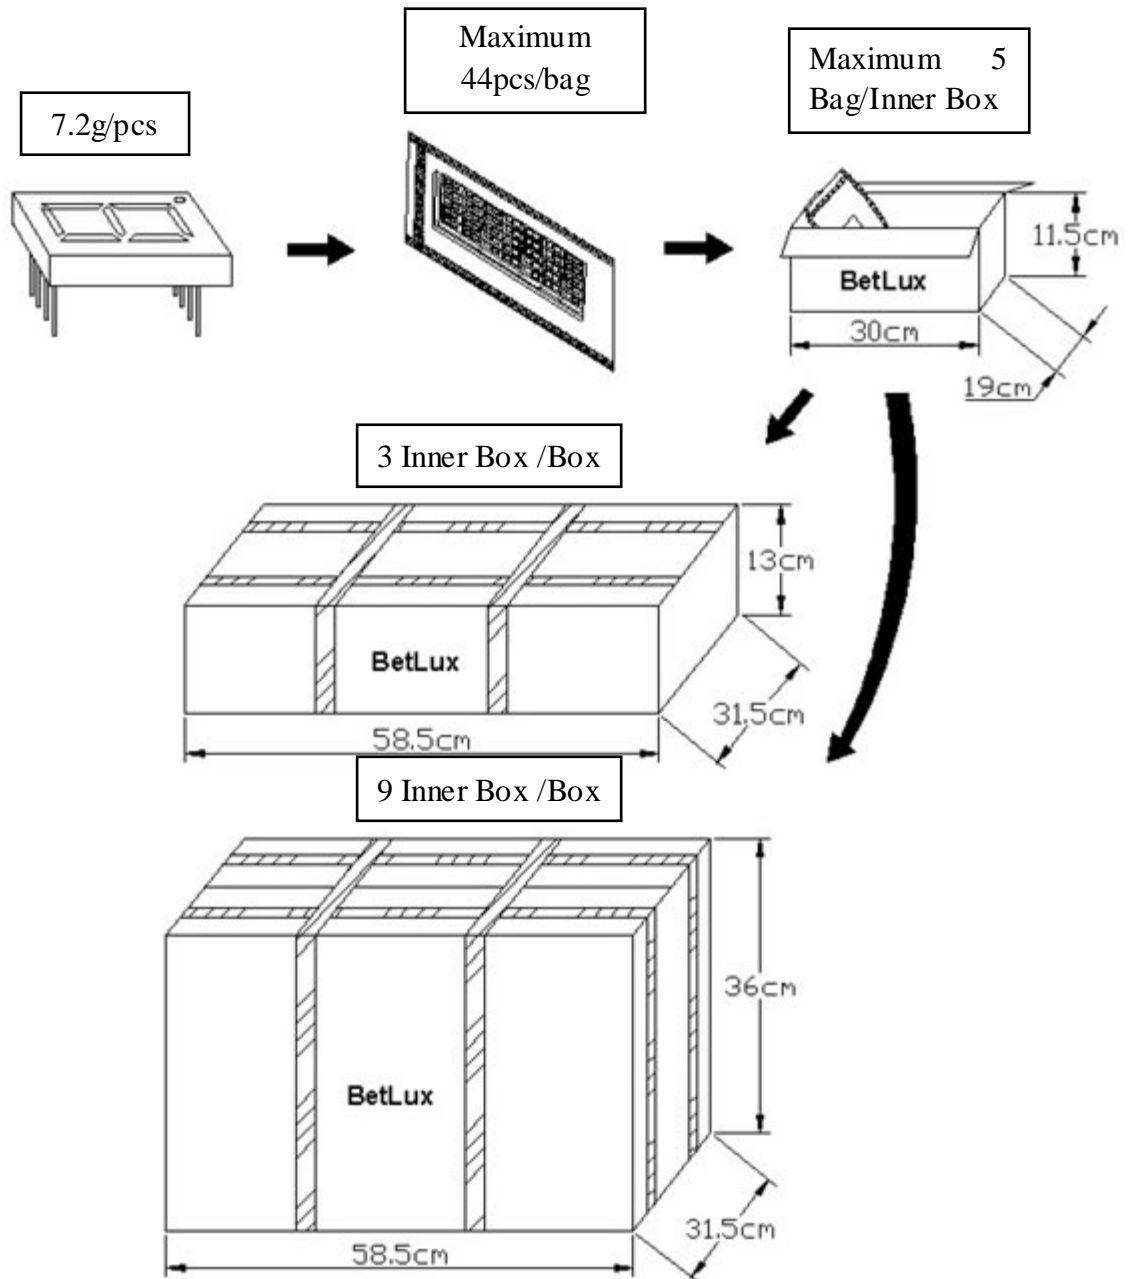 Maximum
44pcs/bag
Maximum 5
Bag/Inner Box
7.2g/pcs
11.5cm
BetLux
30cm
19cm
3 Inner Box /Box
13cm
BetLux
31.5cm
58.5cm
9 Inner Box /Box
36cm
BetLux
31.5cm
58.5cm